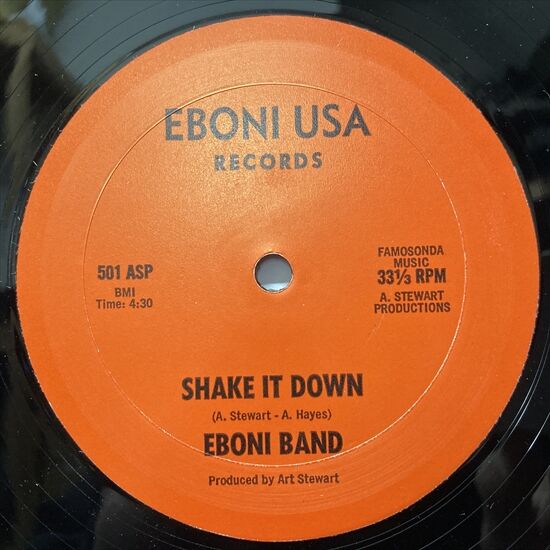 EBONI USA
RECORDS
501 ASP
BMI
Time: 4:30
FAMOSONDA
MUSIC
33⅓ RPM
A. STEWART
PRODUCTIONS
SHAKE IT DOWN
(A. Stewart - A. Hayes)
EBONI BAND
Produced by Art Stewart